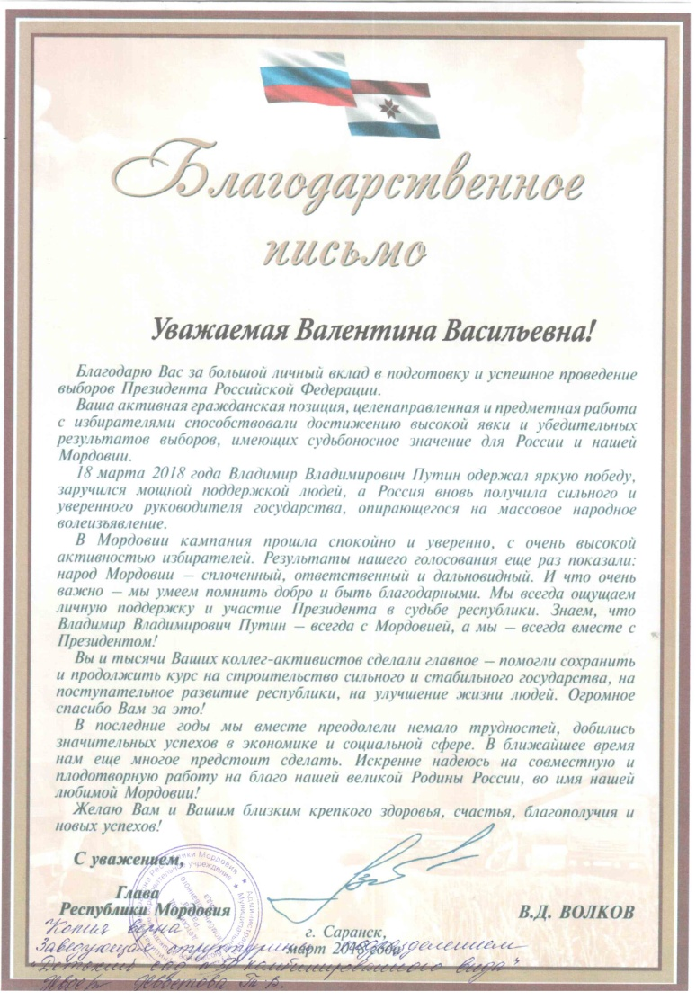 Благодарственное
письмо
Уважаемая Валентина Васильевна!
Благодарю Вас за большой личный вклад в подготовку и успешное проведение
выборов Президента Российской Федерации.
Ваша активная гражданская позиция, целенаправленная и предметная работа
с избирателями способствовали достижению высокой явки и убедительных
результатов выборов, имеющих судьбоносное значение для России и нашей
Мордовии.
18 марта 2018 года Владимир Владимирович Путин одержал яркую победу,
заручился мощной поддержкой людей, а Россия вновь получила сильного и
уверенного руководителя государства, опирающегося на массовое народное
волеизъявление.
В Мордовии кампания прошла спокойно и уверенно, с очень высокой
активностью избирателей. Результаты нашего голосования еще раз показали:
народ Мордовии – сплоченный, ответственный и дальновидный. И что очень
важно – мы умеем помнить добро и быть благодарными. Мы всегда ощущаем
личную поддержку и участие Президента в судьбе республики. Знаем, что
Владимир Владимирович Путин – всегда с Мордовией, а мы – всегда вместе с
Президентом!
Вы и тысячи Ваших коллег-активистов сделали главное – помогли сохранить
и продолжить курс на строительство сильного и стабильного государства, на
поступательное развитие республики, на улучшение жизни людей. Огромное
спасибо Вам за это!
В последние годы мы вместе преодолели немало трудностей, добились
значительных успехов в экономике и социальной сфере. В ближайшее время
нам еще многое предстоит сделать. Искренне надеюсь на совместную и
плодотворную работу на благо нашей великой Родины России, во имя нашей
любимой Мордовии!
Желаю Вам и Вашим близким крепкого здоровья, счастья, благополучия и
новых успехов!
С уважением,
Глава
Республики Мордовия
В.Д. ВОЛКОВ
г. Саранск,
март 2018 года
Копия верна
Заведующая структурным подразделением
"Детский сад комбинированного вида"